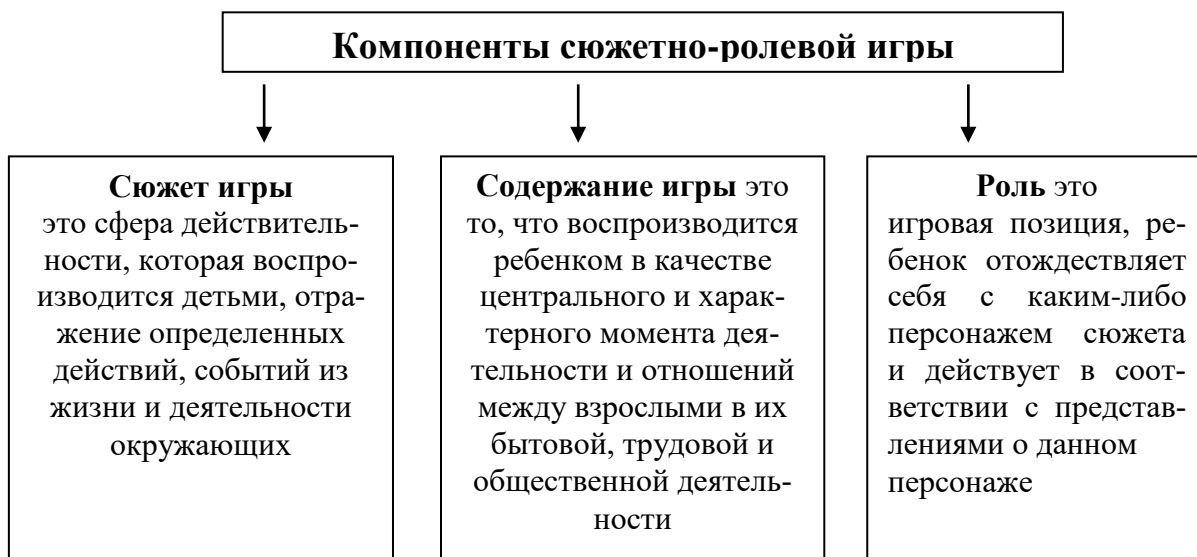 Компоненты сюжетно-ролевой игры
Сюжет игры
это сфера действитель-
ности, которая воспро-
изводится детьми, отра-
жение определенных
действий, событий из
жизни и деятельности
окружающих
Содержание игры это
то, что воспроизводится
ребенком в качестве
центрального и харак-
терного момента дея-
тельности и отношений
между взрослыми в их
бытовой, трудовой и
общественной деятель-
ности
Роль это
игровая позиция, ре-
бенок отождествляет
себя с каким-либо
персонажем сюжета
и действует в соот-
ветствии с представ-
лениями о данном
персонаже